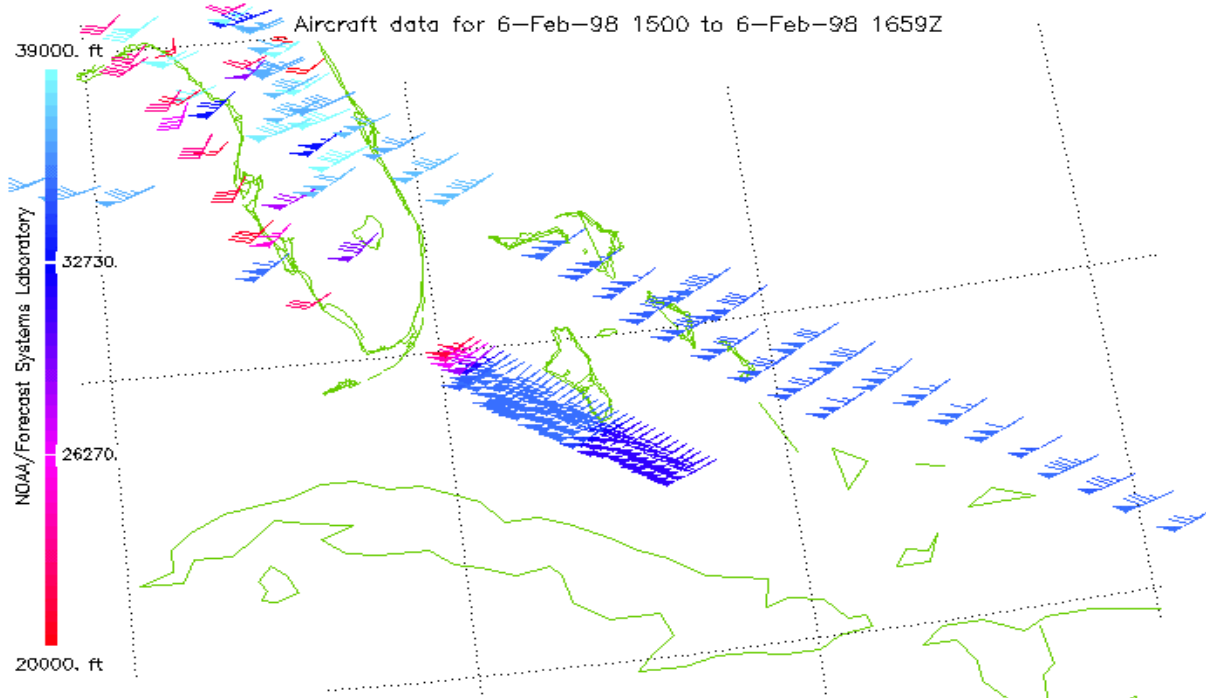 Aircraft data for 6-Feb-98 1500 to 6-Feb-98 1659Z
39000. ft
32730.
26270.
20000. ft
NOAA/Forecast Systems Laboratory